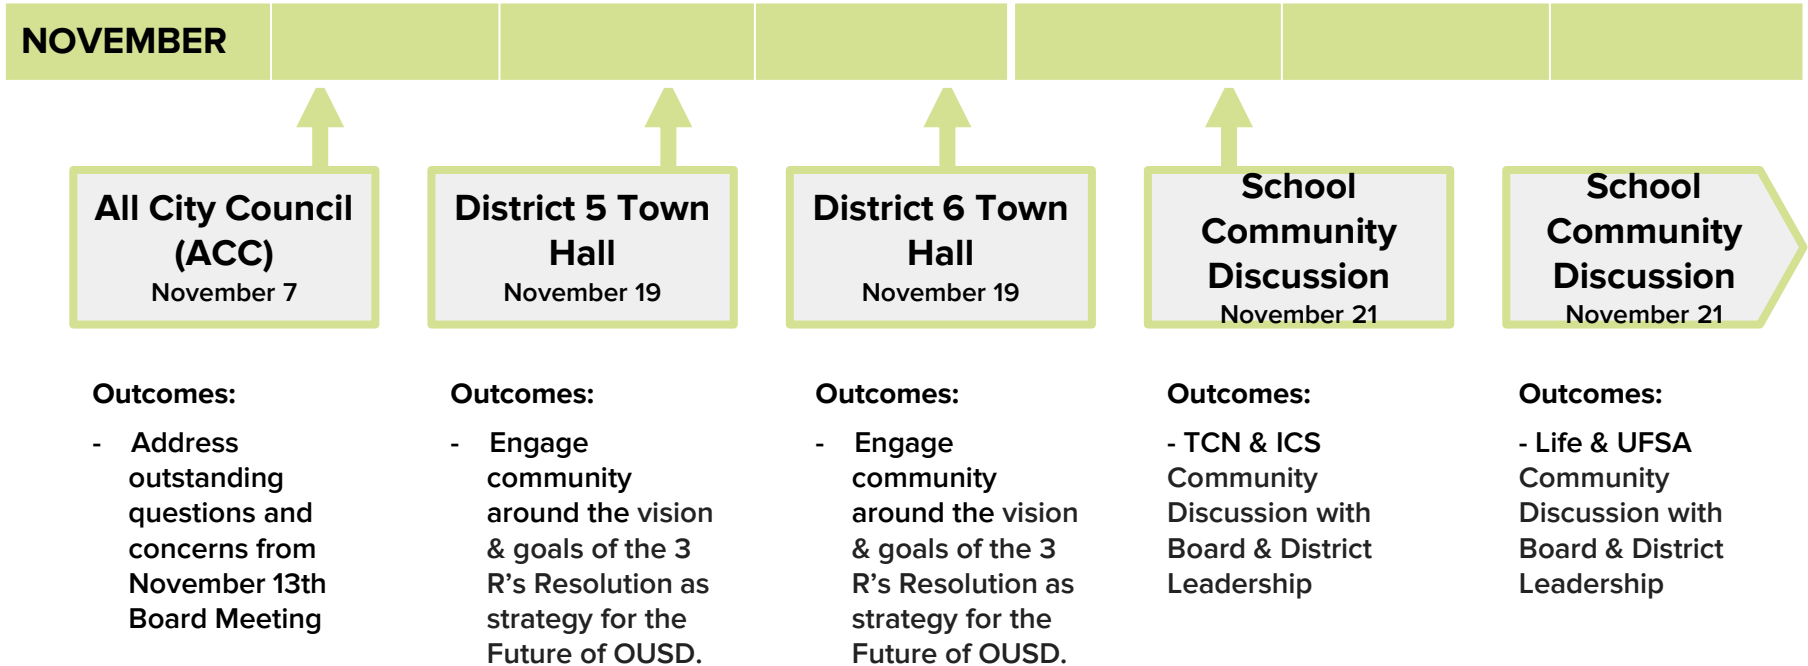 NOVEMBER
All City Council
(ACC)
November 7
District 5 Town
Hall
November 19
District 6 Town
Hall
November 19
School
Community
Discussion
November 21
School
Community
Discussion
November 21
Outcomes:
- Address
outstanding
questions and
concerns from
November 13th
Board Meeting
Outcomes:
- Engage
community
around the vision
& goals of the 3
R’s Resolution as
strategy for the
Future of OUSD.
Outcomes:
- Engage
community
around the vision
& goals of the 3
R’s Resolution as
strategy for the
Future of OUSD.
Outcomes:
- TCN & ICS
Community
Discussion with
Board & District
Leadership
Outcomes:
- Life & UFSA
Community
Discussion with
Board & District
Leadership